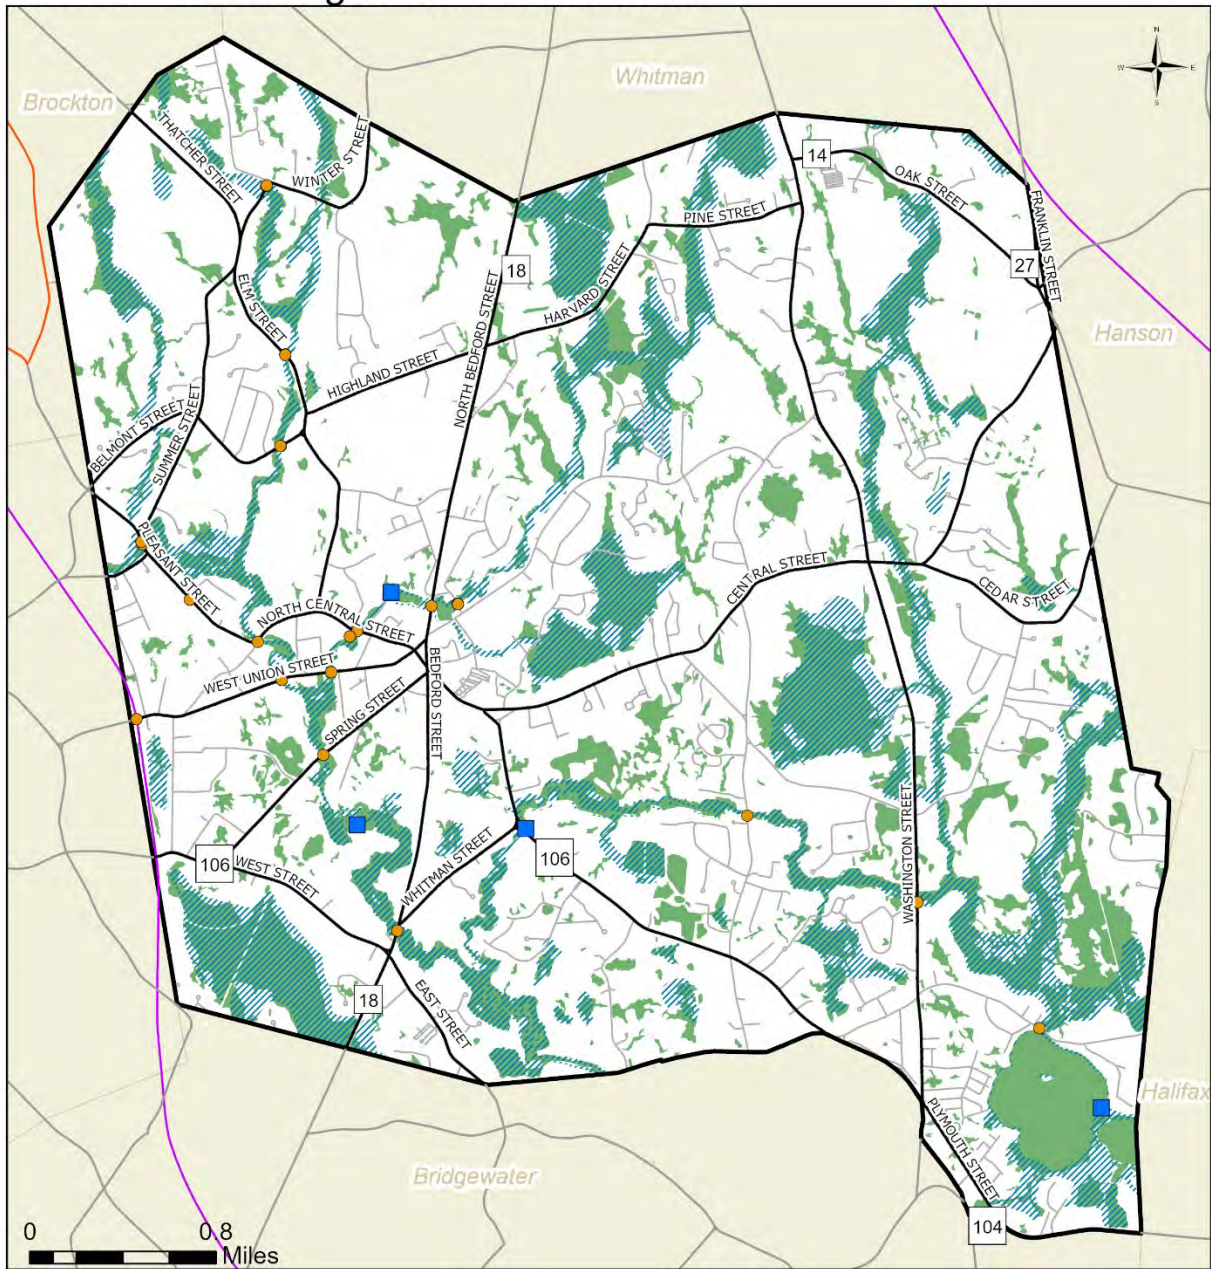 N
W E
S
Whitman
Brockton
THATCHER STREET
WINTER STREET
14
OAK STREET
PINE STREET
FRANKLIN STREET
18
27
ELM STREET
HARVARD STREET
NORTH BEDFORD STREET
Hanson
HIGHLAND STREET
BELMONT STREET
SUMMER STREET
PLEASANT STREET
CENTRAL STREET
CEDAR STREET
NORTH CENTRAL STREET
WEST UNION STREET
BEDFORD STREET
SPRING STREET
WASHINGTON STREET
106
WEST STREET
WHITMAN STREET
106
18
EAST STREET
Halifax
PLYMOUTH STREET
Bridgewater
104
0 0.8
Miles